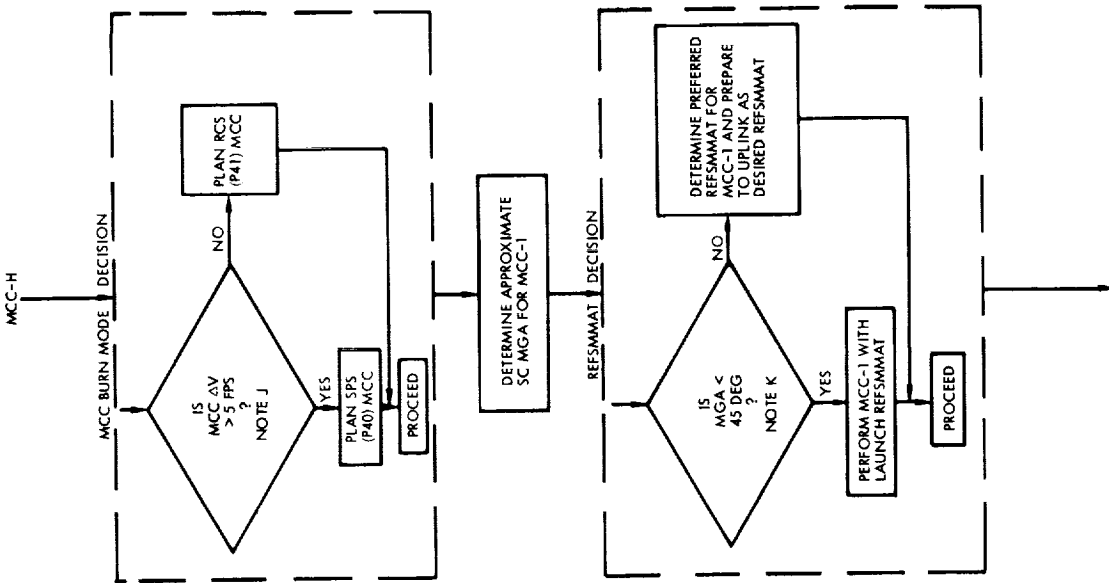 MCC-H
MCC BURN MODE DECISION
IS
MCC ΔV
> 5 FPS
?
NOTE J
NO
PLAN RCS
(P41) MCC
YES
PLAN SPS
(P40) MCC
PROCEED
DETERMINE APPROXIMATE
SC MGA FOR MCC-1
REFSMMAT DECISION
IS
MGA <
45 DEG
?
NOTE K
NO
DETERMINE PREFERRED
REFSMMAT FOR
MCC-1 AND PREPARE
TO UPLINK AS
DESIRED REFSMMAT
YES
PERFORM MCC-1 WITH
LAUNCH REFSMMAT
PROCEED